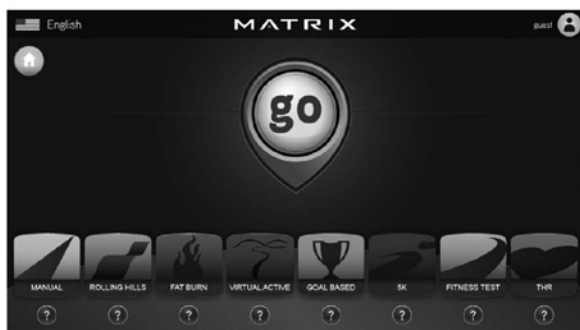 English MATRIX guest
go
MANUAL ROLLING HILLS FAT BURN VIRTUAL ACTIVE GOAL BASED 5K FITNESS TEST THR
? ? ? ? ? ? ? ?